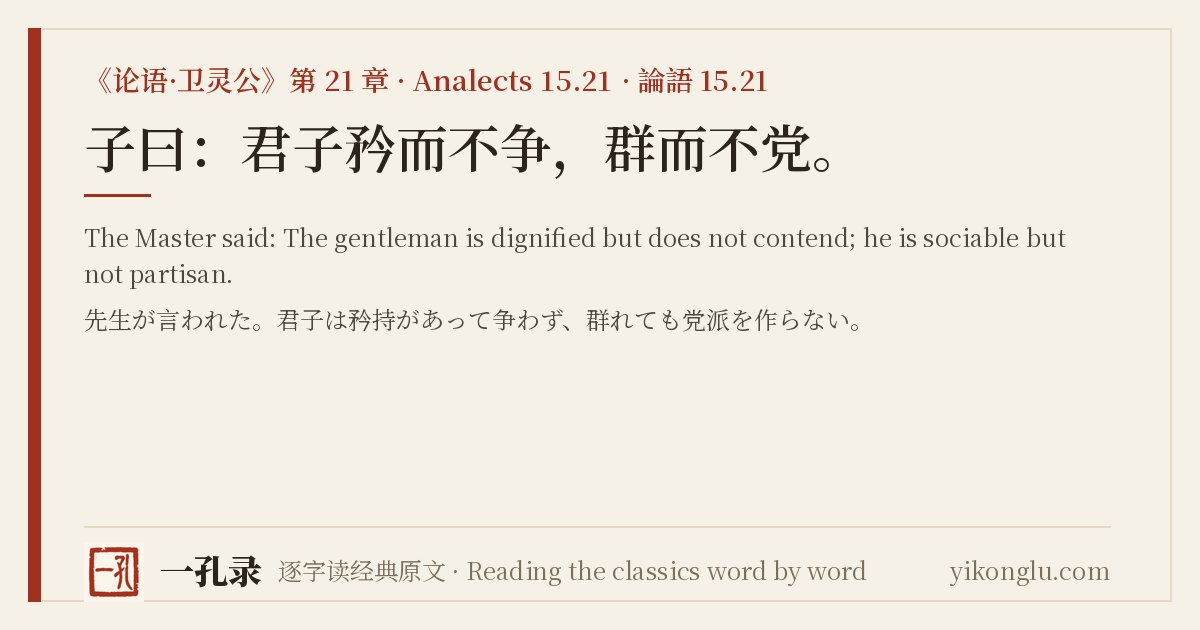 《论语·卫灵公》第 21 章 · Analects 15.21 · 論語 15.21
子曰：君子矜而不争，群而不党。
The Master said: The gentleman is dignified but does not contend; he is sociable but
not partisan.
先生が言われた。君子は矜持があって争わず、群れても党派を作らない。
一孔
一孔录 逐字读经典原文 · Reading the classics word by word yikonglu.com